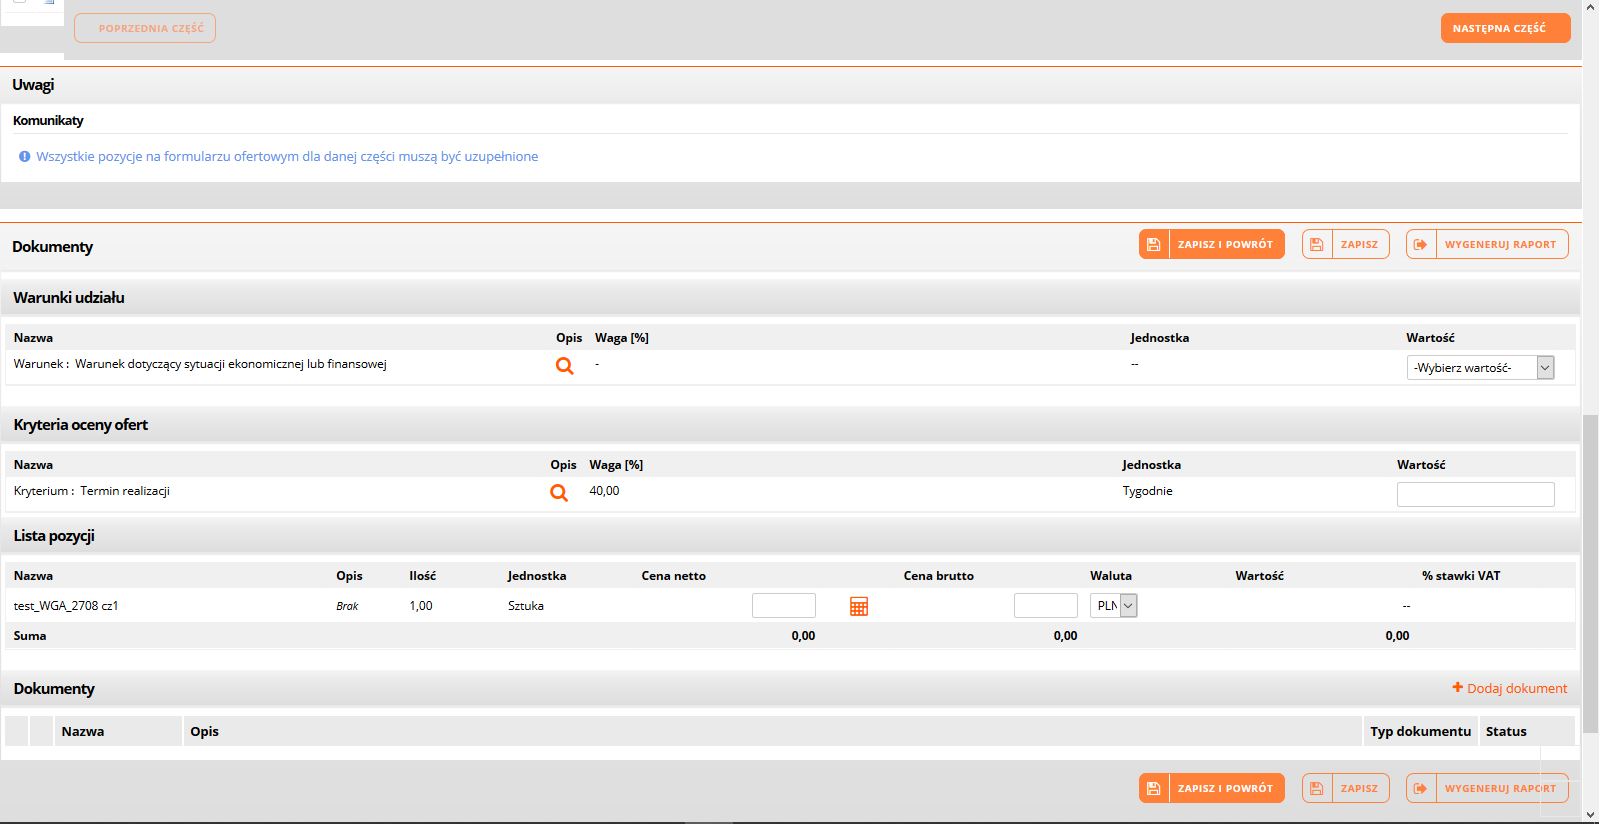 POPRZEDNIA CZĘŚĆ NASTĘPNA CZĘŚĆ
Uwagi
Komunikaty
Wszystkie pozycje na formularzu ofertowym dla danej części muszą być uzupełnione
Dokumenty ZAPISZ I POWRÓT ZAPISZ WYGENERUJ RAPORT
Warunki udziału
Nazwa Opis Waga [%] Jednostka Wartość
Warunek : Warunek dotyczący sytuacji ekonomicznej lub finansowej - -- -Wybierz wartość-
Kryteria oceny ofert
Nazwa Opis Waga [%] Jednostka Wartość
Kryterium : Termin realizacji 40,00 Tygodnie
Lista pozycji
Nazwa Opis Ilość Jednostka Cena netto Cena brutto Waluta Wartość % stawki VAT
test_WGA_2708 cz1 Brak 1,00 Sztuka PLN --
Suma 0,00 0,00 0,00
Dokumenty Dodaj dokument
Nazwa Opis Typ dokumentu Status
ZAPISZ I POWRÓT ZAPISZ WYGENERUJ RAPORT